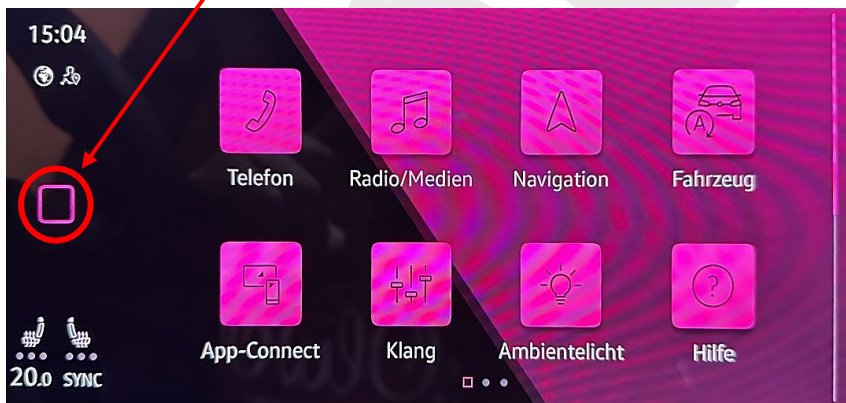 15:04
Telefon
Radio/Medien
Navigation
Fahrzeug
A
?
App-Connect
Klang
Ambientelicht
Hilfe
20.0 SYNC